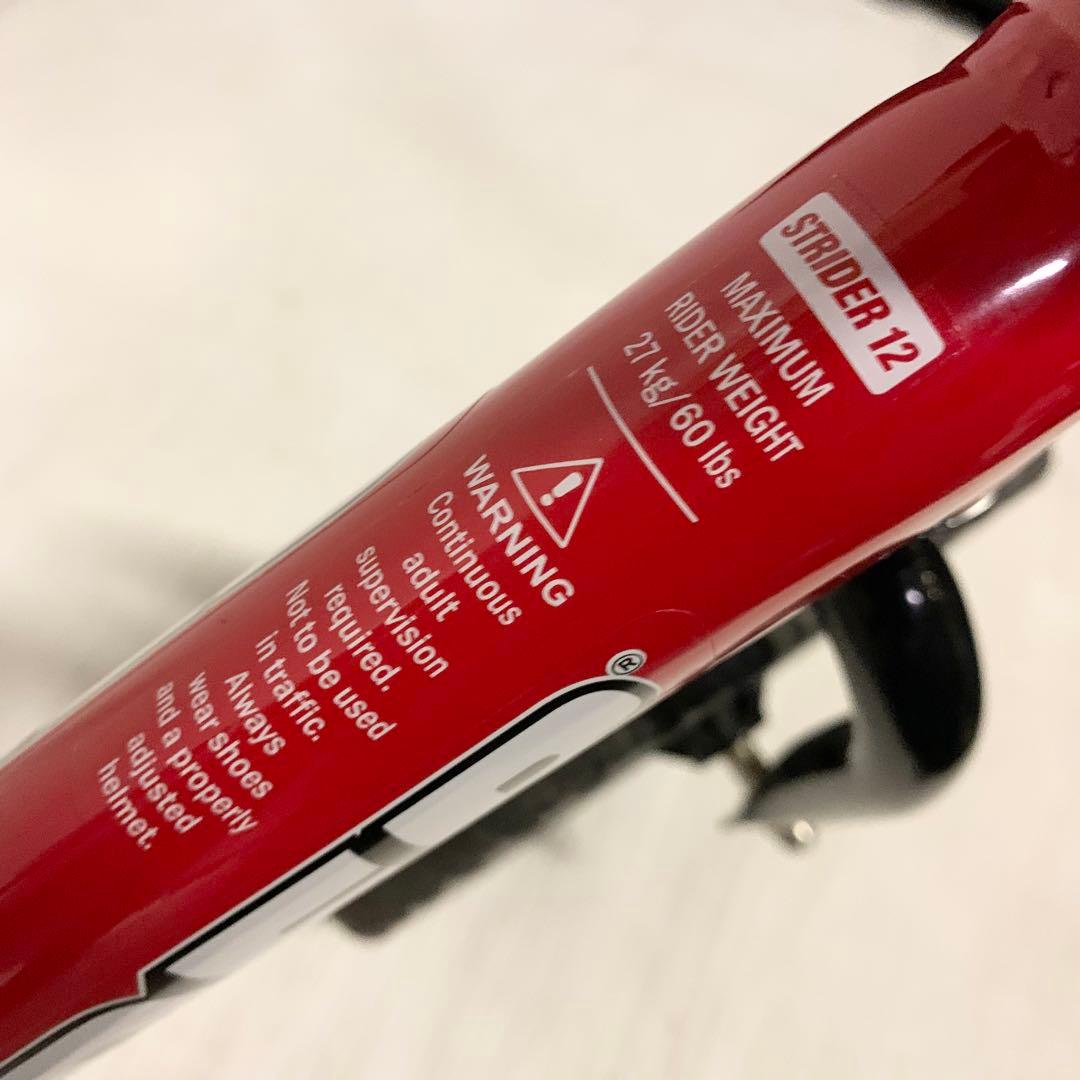 STRIDER 12
MAXIMUM
RIDER WEIGHT
27 kg/60 lbs
WARNING
Continuous
adult
supervision
required.
Not to be used
in traffic.
Always
wear shoes
and a properly
adjusted
helmet.
®